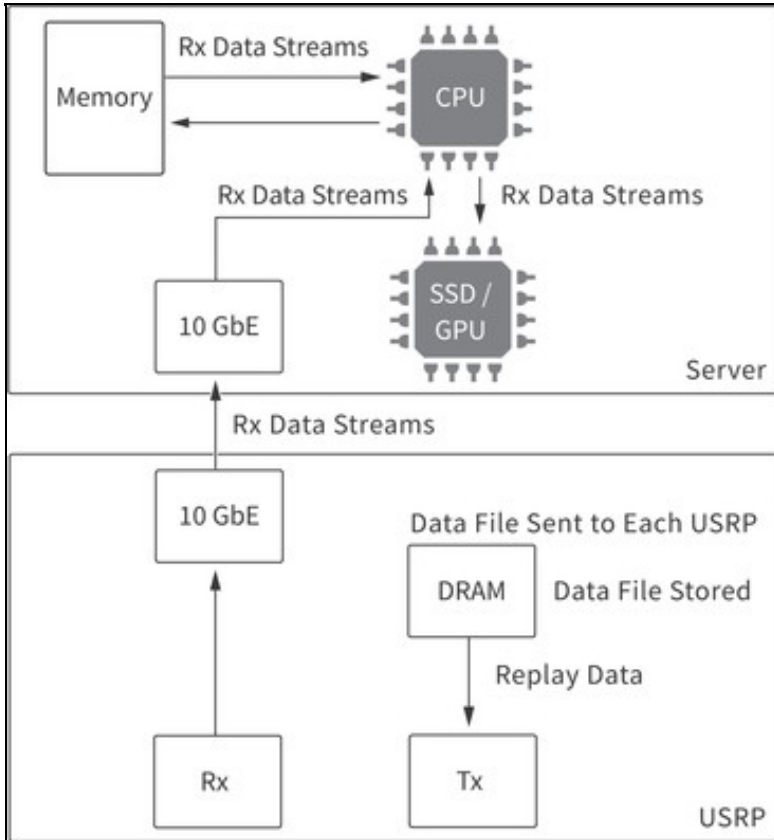 Rx Data Streams
Memory
CPU
Rx Data Streams
Rx Data Streams
SSD /
GPU
10 GbE
Server
Rx Data Streams
10 GbE
Data File Sent to Each USRP
DRAM
Data File Stored
Replay Data
Rx
Tx
USRP